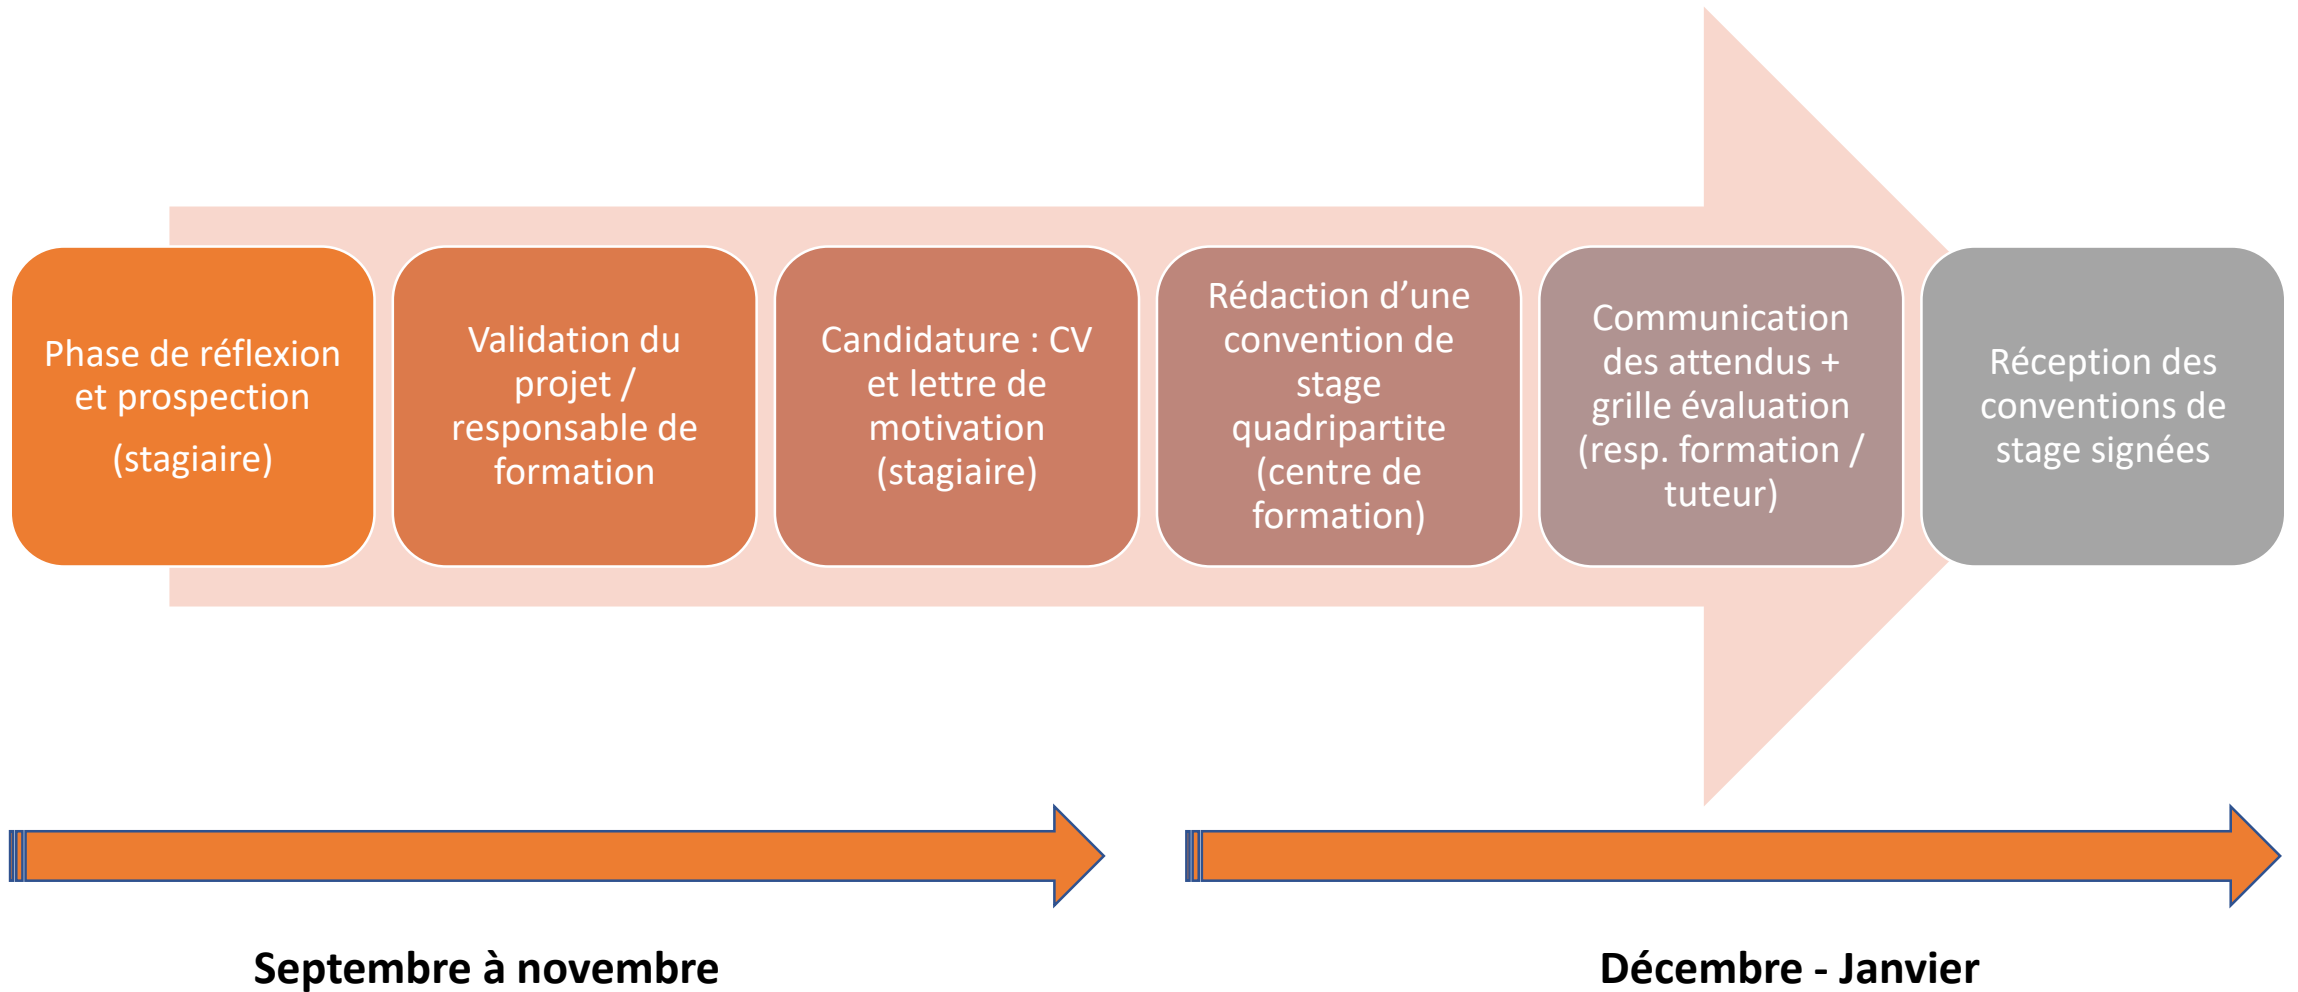 Phase de réflexion
et prospection
(stagiaire)
Validation du
projet /
responsable de
formation
Candidature : CV
et lettre de
motivation
(stagiaire)
Rédaction d’une
convention de
stage
quadripartite
(centre de
formation)
Communication
des attendus +
grille évaluation
(resp. formation /
tuteur)
Réception des
conventions de
stage signées
Septembre à novembre
Décembre - Janvier